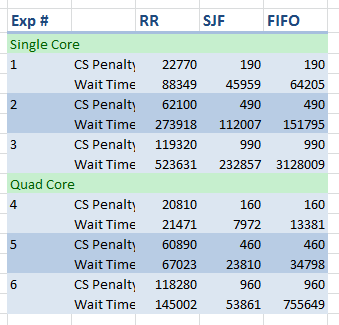 Exp # RR SJF FIFO
Single Core
1 CS Penalty 22770 190 190
Wait Time 88349 45959 64205
2 CS Penalty 62100 490 490
Wait Time 273918 112007 151795
3 CS Penalty 119320 990 990
Wait Time 523631 232857 3128009
Quad Core
4 CS Penalty 20810 160 160
Wait Time 21471 7972 13381
5 CS Penalty 60890 460 460
Wait Time 67023 23810 34798
6 CS Penalty 118280 960 960
Wait Time 145002 53861 755649